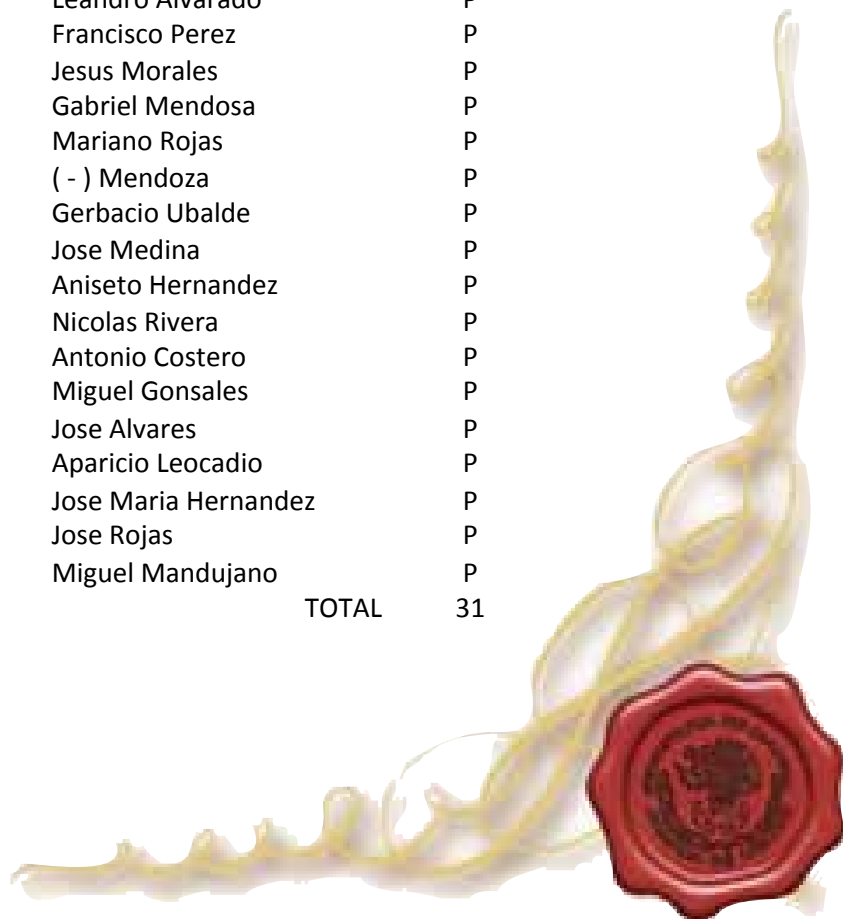 Leandro Alvarado P
Francisco Perez P
Jesus Morales P
Gabriel Mendosa P
Mariano Rojas P
( - ) Mendoza P
Gerbacio Ubalde P
Jose Medina P
Aniseto Hernandez P
Nicolas Rivera P
Antonio Costero P
Miguel Gonsales P
Jose Alvares P
Aparicio Leocadio P
Jose Maria Hernandez P
Jose Rojas P
Miguel Mandujano P
TOTAL 31